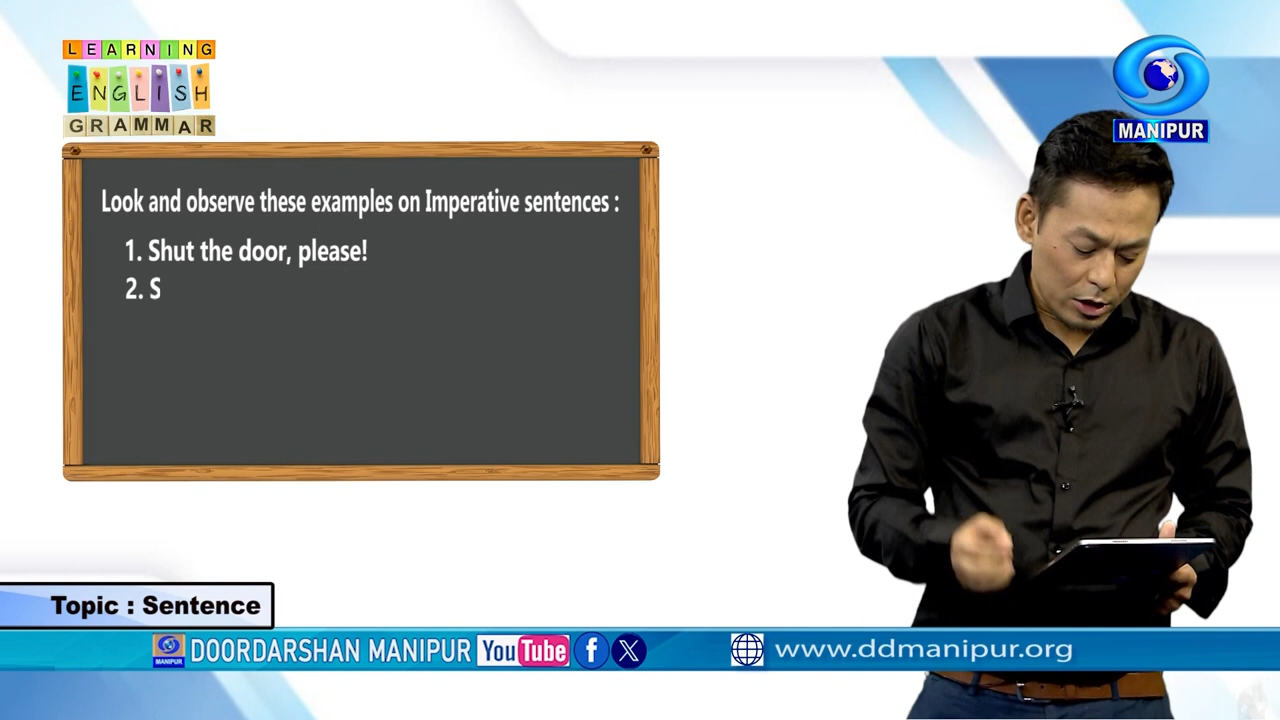 LEARNING
ENGLISH
GRAMMAR
MANIPUR
Look and observe these examples on Imperative sentences :
1. Shut the door, please!
2. S
Topic : Sentence
MANIPUR
DOORDARSHAN MANIPUR YouTube f X www.ddmanipur.org